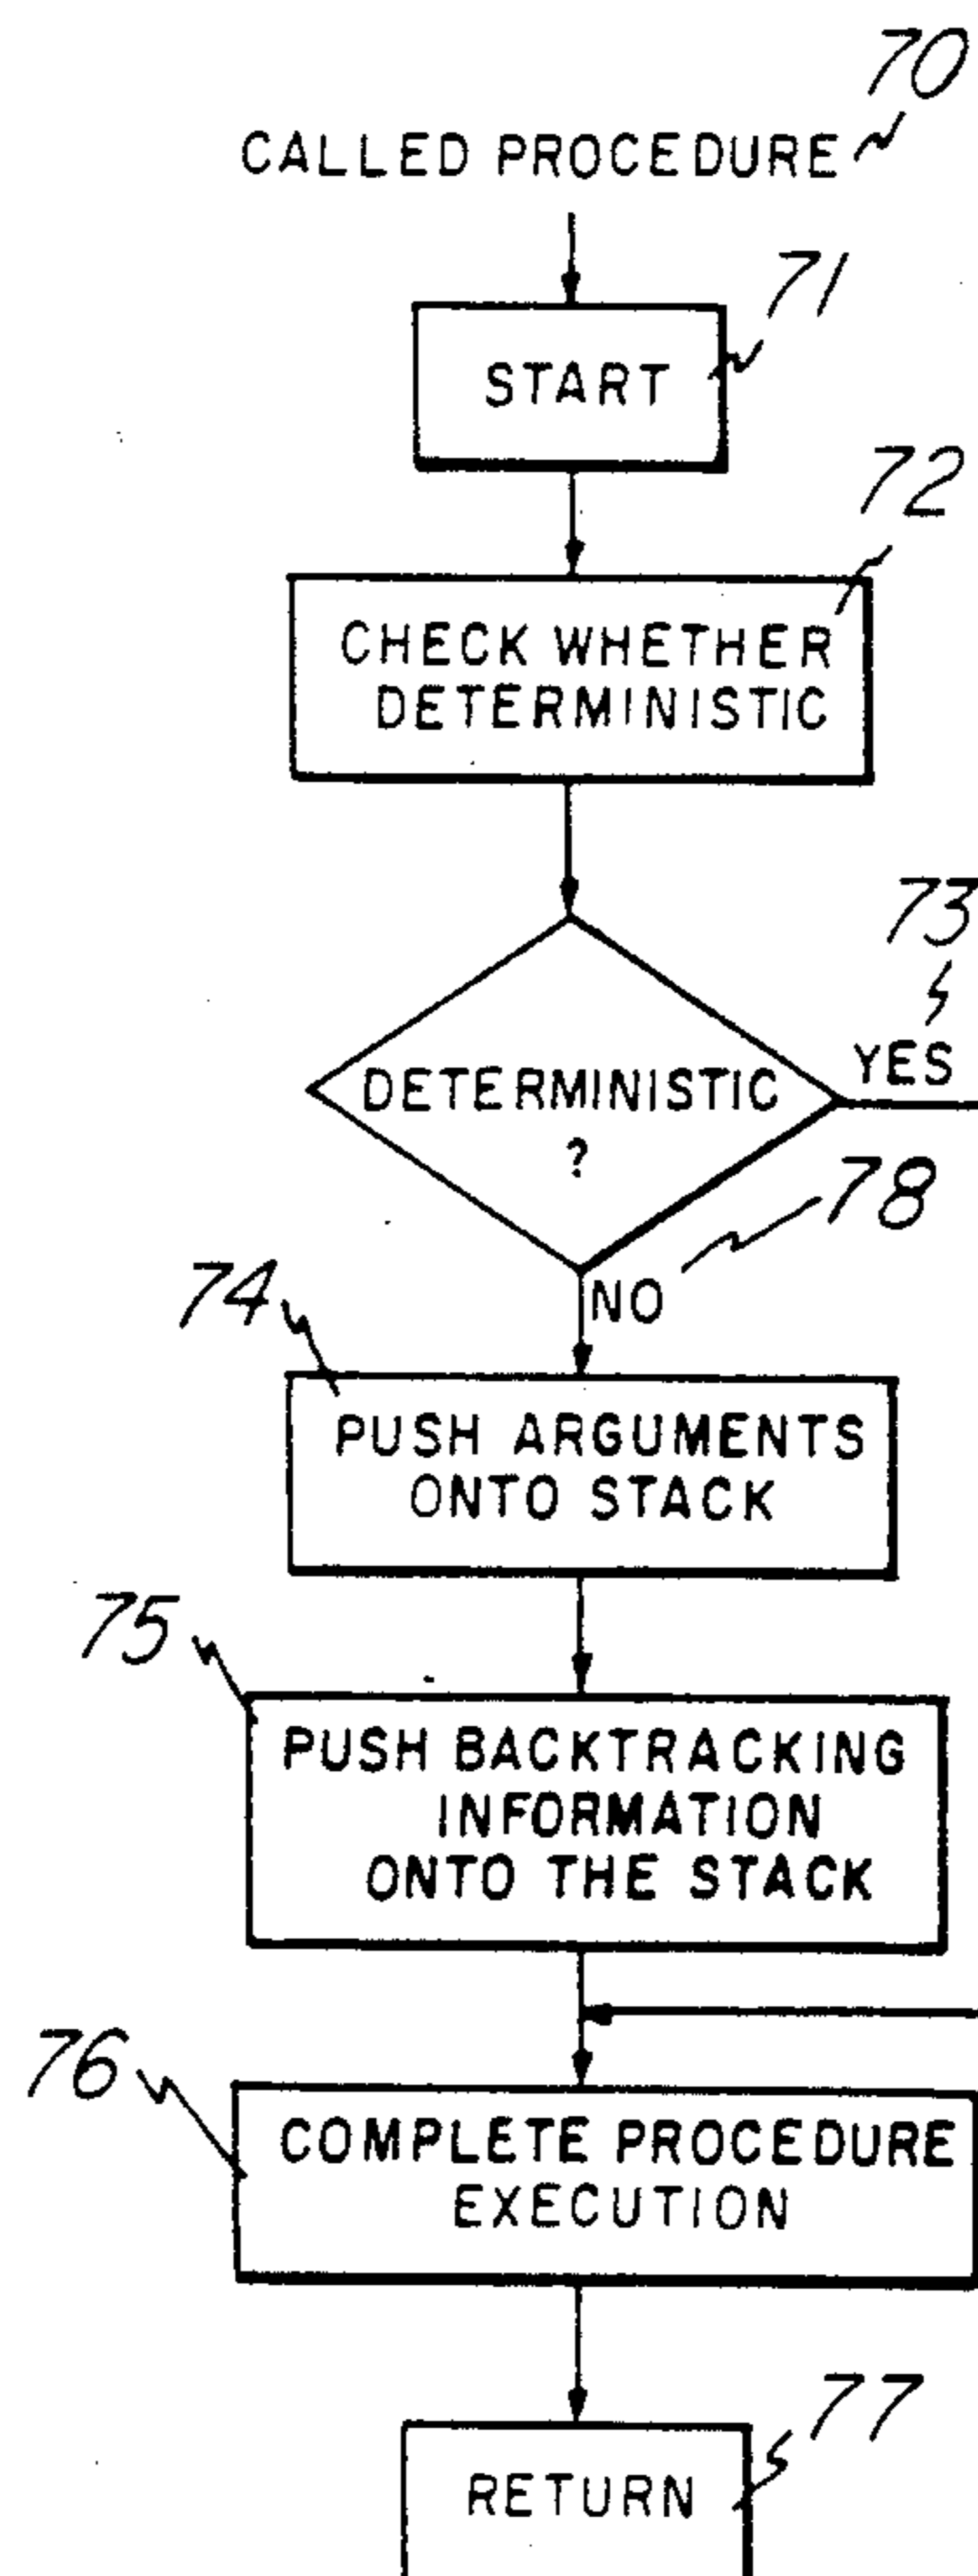 70
CALLED PROCEDURE
71
START
72
CHECK WHETHER
DETERMINISTIC
73
YES
DETERMINISTIC
?
78
NO
74
PUSH ARGUMENTS
ONTO STACK
75
PUSH BACKTRACKING
INFORMATION
ONTO THE STACK
76
COMPLETE PROCEDURE
EXECUTION
77
RETURN